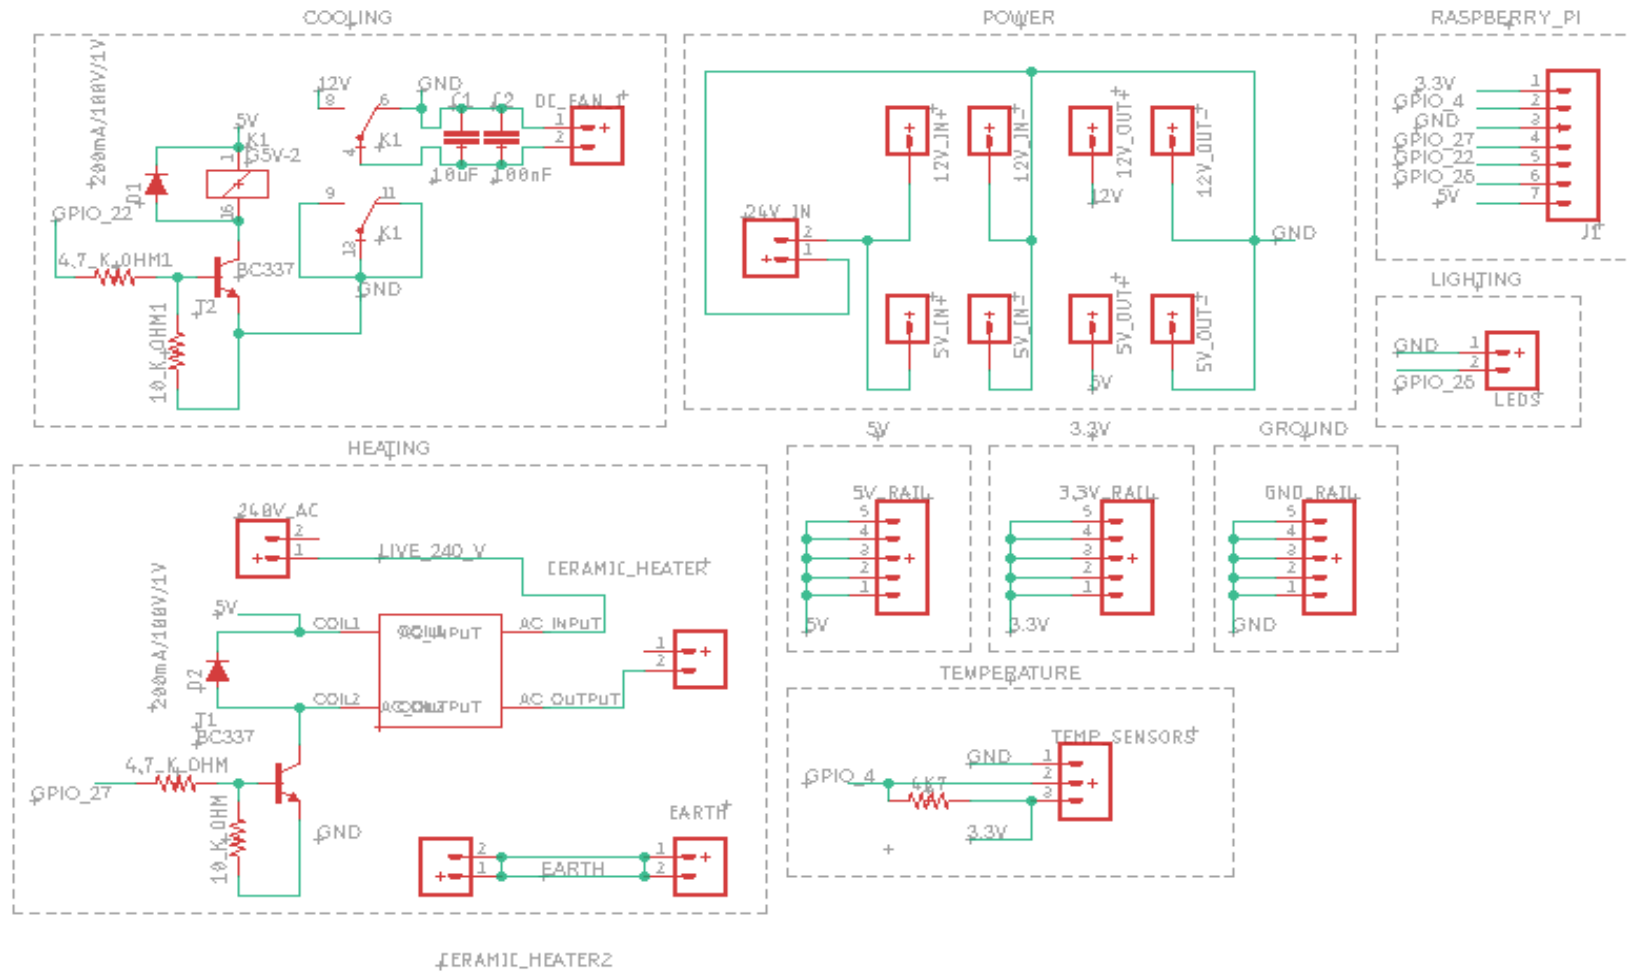 COOLING
200mA/100V/1V
5V
K1
G5V-2
1
16
D1
GPIO_22
4.7_K_OHM1
BC337
T2
10_K_OHM1
12V
8
6
4
K1
GND
C1
C2
10uF
100nF
DC_FAN_1
1
2
9
11
13
K1
GND
POWER
24V_IN
2
1
12V_IN+
12V_IN-
12V_OUT+
12V_OUT-
12V
GND
5V_IN+
5V_IN-
5V_OUT+
5V_OUT-
5V
RASPBERRY_PI
3.3V
1
GPIO_4
2
GND
3
GPIO_27
4
GPIO_22
5
GPIO_26
6
5V
7
J1
LIGHTING
GND
1
2
GPIO_26
LEDS
HEATING
240V_AC
2
1
LIVE_240_V
CERAMIC_HEATER
200mA/100V/1V
5V
COIL1
AC_INPUT
AC INPUT
D2
COIL2
AC_OUTPUT
AC OUTPUT
1
2
T1
BC337
4.7_K_OHM
GPIO_27
10_K_OHM
GND
EARTH
2
1
EARTH
1
2
CERAMIC_HEATER2
5V
5V_RAIL
5
4
3
2
1
5V
3.3V
3.3V_RAIL
5
4
3
2
1
3.3V
GROUND
GND_RAIL
5
4
3
2
1
GND
TEMPERATURE
TEMP_SENSORS
GND
1
GPIO_4
2
4K7
3
3.3V